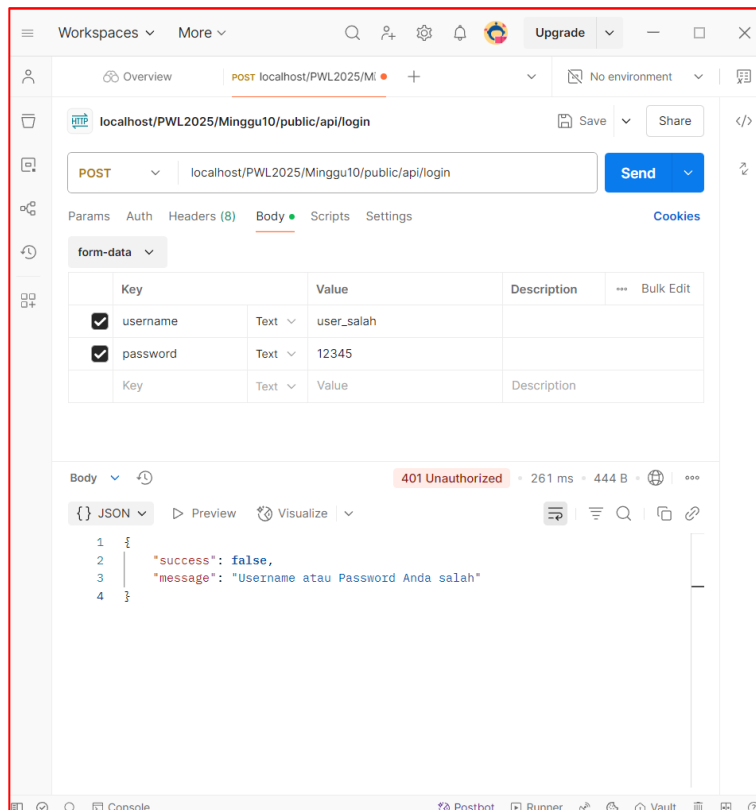 Workspaces More Upgrade
Overview POST localhost/PWL2025/Mi No environment
HTTP localhost/PWL2025/Minggu10/public/api/login Save Share
POST localhost/PWL2025/Minggu10/public/api/login Send
Params Auth Headers (8) Body Scripts Settings Cookies
form-data
Key Value Description Bulk Edit
username Text user_salah
password Text 12345
Key Text Value Description
Body 401 Unauthorized 261 ms 444 B
{} JSON Preview Visualize
1 {
2 "success": false,
3 "message": "Username atau Password Anda salah"
4 }
Console Postbot Runner Vault